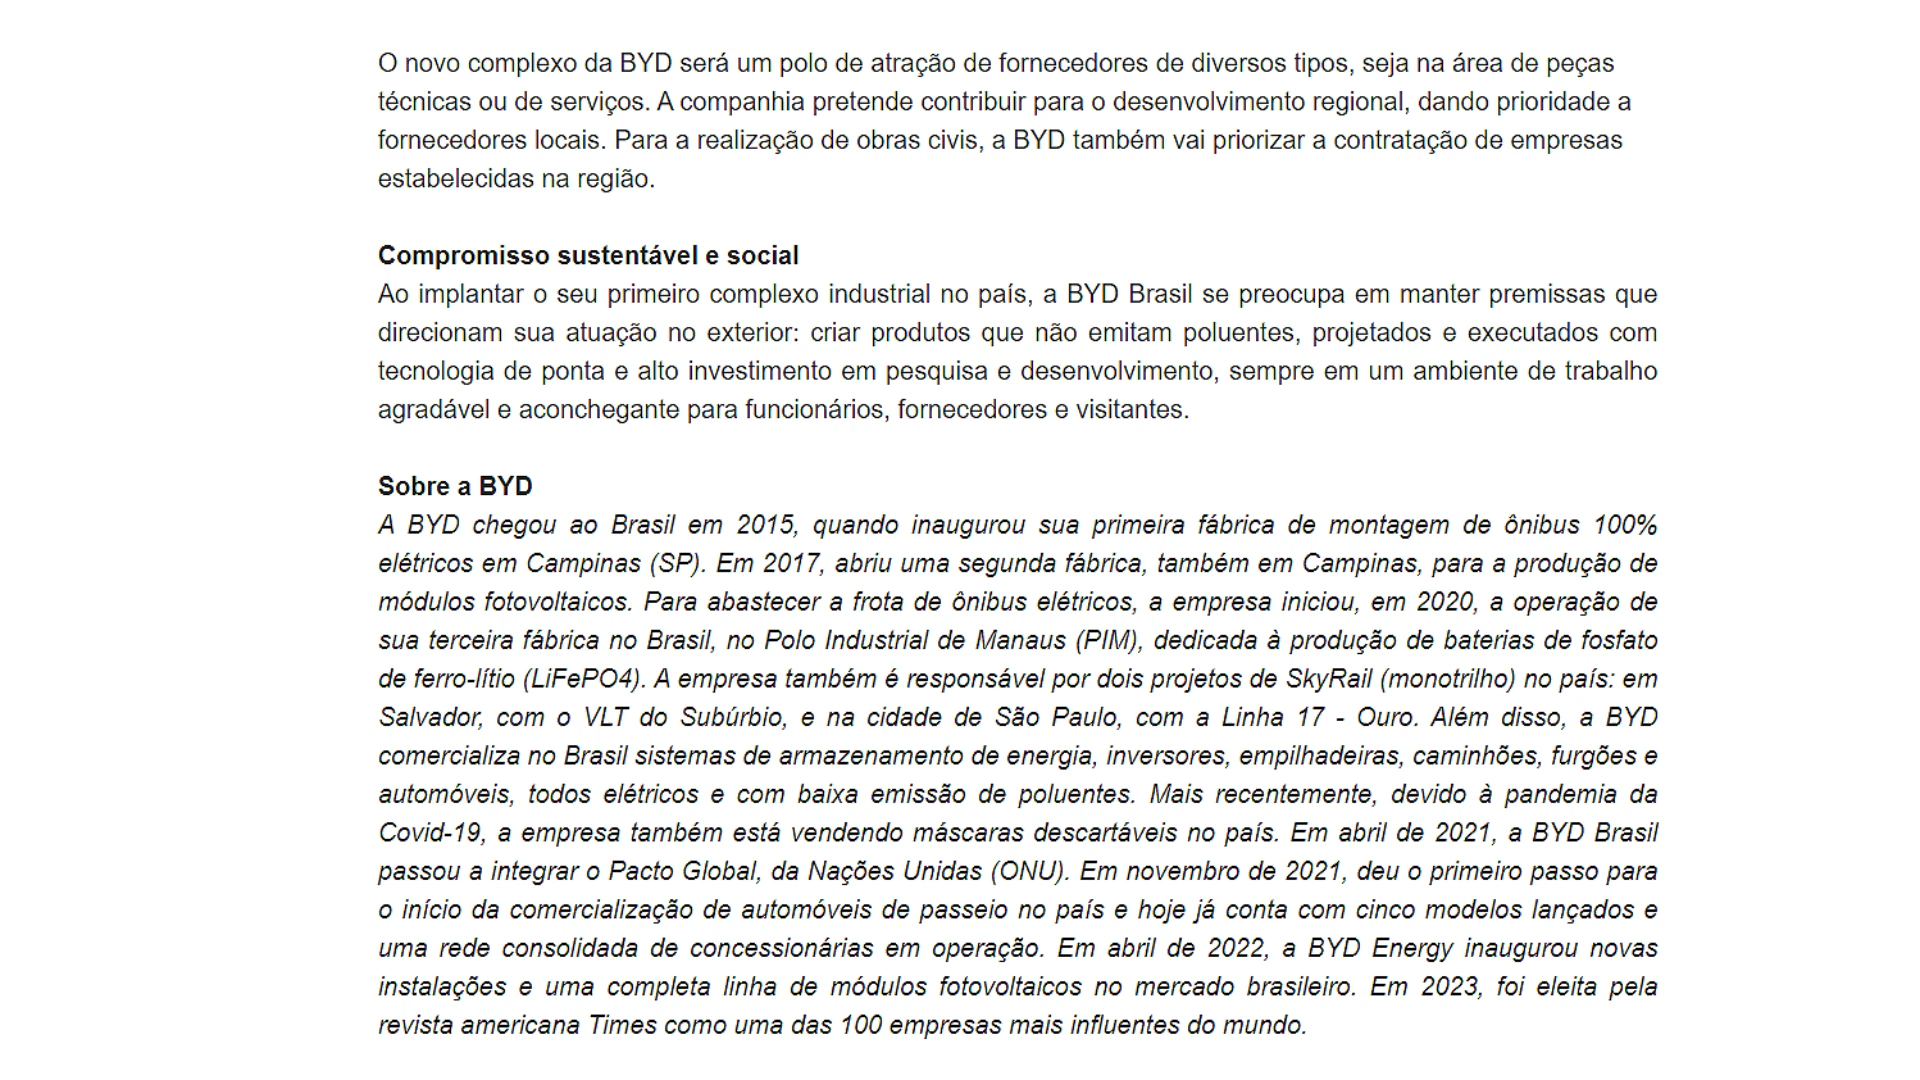 O novo complexo da BYD será um polo de atração de fornecedores de diversos tipos, seja na área de peças
técnicas ou de serviços. A companhia pretende contribuir para o desenvolvimento regional, dando prioridade a
fornecedores locais. Para a realização de obras civis, a BYD também vai priorizar a contratação de empresas
estabelecidas na região.
Compromisso sustentável e social
Ao implantar o seu primeiro complexo industrial no país, a BYD Brasil se preocupa em manter premissas que
direcionam sua atuação no exterior: criar produtos que não emitam poluentes, projetados e executados com
tecnologia de ponta e alto investimento em pesquisa e desenvolvimento, sempre em um ambiente de trabalho
agradável e aconchegante para funcionários, fornecedores e visitantes.
Sobre a BYD
A BYD chegou ao Brasil em 2015, quando inaugurou sua primeira fábrica de montagem de ônibus 100%
elétricos em Campinas (SP). Em 2017, abriu uma segunda fábrica, também em Campinas, para a produção de
módulos fotovoltaicos. Para abastecer a frota de ônibus elétricos, a empresa iniciou, em 2020, a operação de
sua terceira fábrica no Brasil, no Polo Industrial de Manaus (PIM), dedicada à produção de baterias de fosfato
de ferro-lítio (LiFePO4). A empresa também é responsável por dois projetos de SkyRail (monotrilho) no país: em
Salvador, com o VLT do Subúrbio, e na cidade de São Paulo, com a Linha 17 - Ouro. Além disso, a BYD
comercializa no Brasil sistemas de armazenamento de energia, inversores, empilhadeiras, caminhões, furgões e
automóveis, todos elétricos e com baixa emissão de poluentes. Mais recentemente, devido à pandemia da
Covid-19, a empresa também está vendendo máscaras descartáveis no país. Em abril de 2021, a BYD Brasil
passou a integrar o Pacto Global, da Nações Unidas (ONU). Em novembro de 2021, deu o primeiro passo para
o início da comercialização de automóveis de passeio no país e hoje já conta com cinco modelos lançados e
uma rede consolidada de concessionárias em operação. Em abril de 2022, a BYD Energy inaugurou novas
instalações e uma completa linha de módulos fotovoltaicos no mercado brasileiro. Em 2023, foi eleita pela
revista americana Times como uma das 100 empresas mais influentes do mundo.